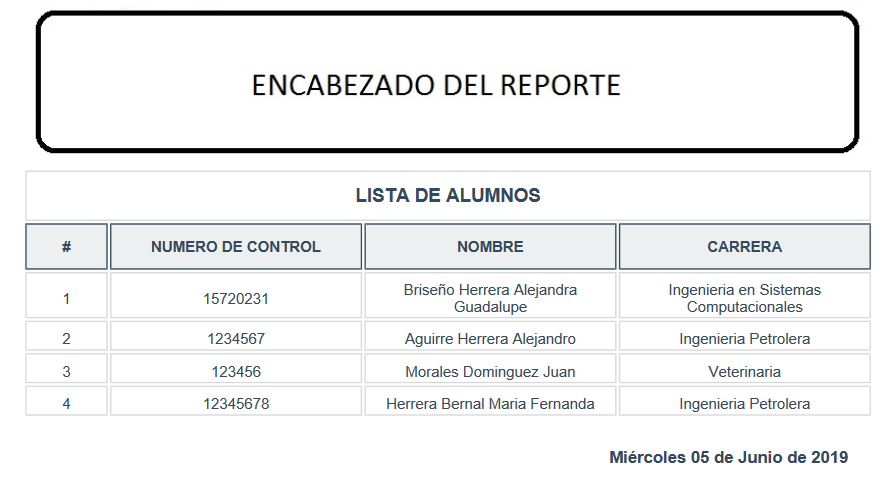 ENCABEZADO DEL REPORTE
LISTA DE ALUMNOS
# NUMERO DE CONTROL NOMBRE CARRERA
1 15720231 Briseño Herrera Alejandra Guadalupe Ingenieria en Sistemas Computacionales
2 1234567 Aguirre Herrera Alejandro Ingenieria Petrolera
3 123456 Morales Dominguez Juan Veterinaria
4 12345678 Herrera Bernal Maria Fernanda Ingenieria Petrolera
Miércoles 05 de Junio de 2019